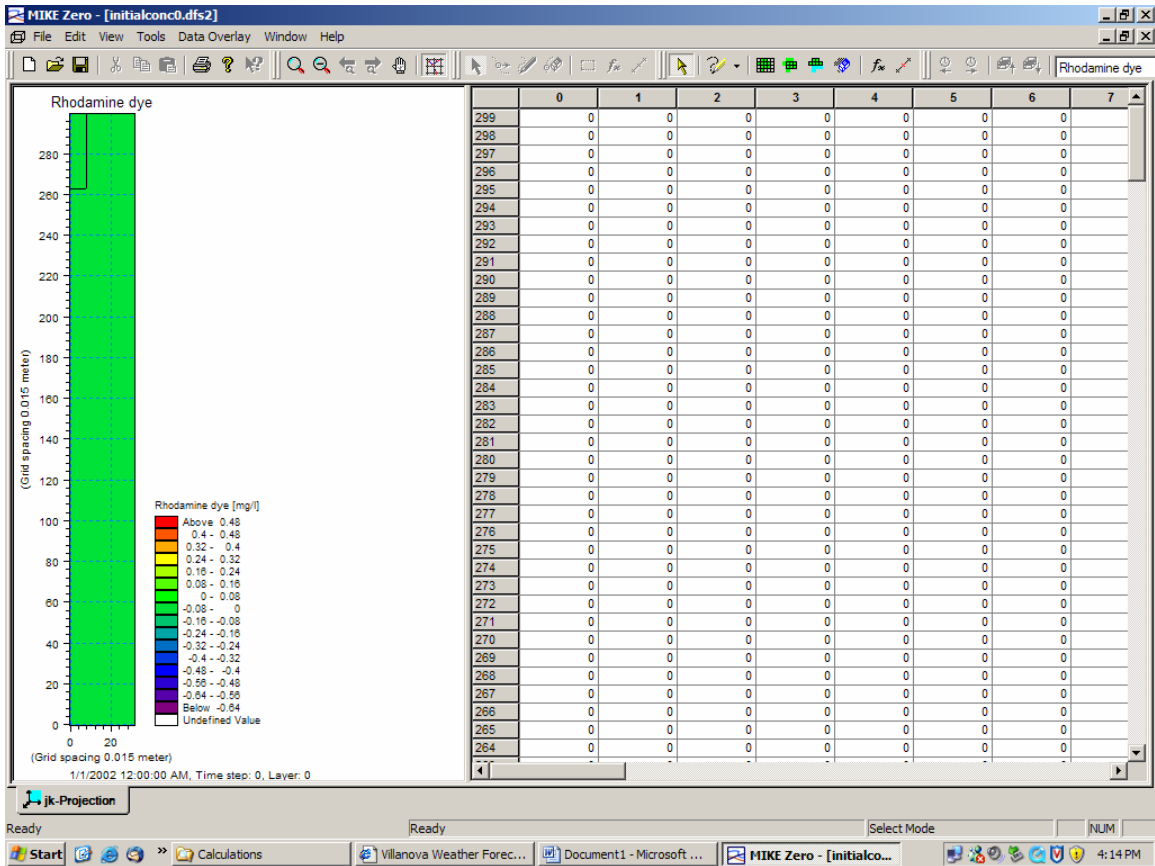 MIKE Zero - [initialconc0.dfs2]
File Edit View Tools Data Overlay Window Help
Rhodamine dye
Rhodamine dye
280
260
240
220
200
180
160
140
120
100
80
60
40
20
0
(Grid spacing 0.015 meter)
0 20
(Grid spacing 0.015 meter)
1/1/2002 12:00:00 AM, Time step: 0, Layer: 0
Rhodamine dye [mg/l]
Above 0.48
0.4 - 0.48
0.32 - 0.4
0.24 - 0.32
0.16 - 0.24
0.08 - 0.16
0 - 0.08
-0.08 - 0
-0.16 - -0.08
-0.24 - -0.16
-0.32 - -0.24
-0.4 - -0.32
-0.48 - -0.4
-0.56 - -0.48
-0.64 - -0.56
Below -0.64
Undefined Value
0 1 2 3 4 5 6 7
299 0 0 0 0 0 0 0
298 0 0 0 0 0 0 0
297 0 0 0 0 0 0 0
296 0 0 0 0 0 0 0
295 0 0 0 0 0 0 0
294 0 0 0 0 0 0 0
293 0 0 0 0 0 0 0
292 0 0 0 0 0 0 0
291 0 0 0 0 0 0 0
290 0 0 0 0 0 0 0
289 0 0 0 0 0 0 0
288 0 0 0 0 0 0 0
287 0 0 0 0 0 0 0
286 0 0 0 0 0 0 0
285 0 0 0 0 0 0 0
284 0 0 0 0 0 0 0
283 0 0 0 0 0 0 0
282 0 0 0 0 0 0 0
281 0 0 0 0 0 0 0
280 0 0 0 0 0 0 0
279 0 0 0 0 0 0 0
278 0 0 0 0 0 0 0
277 0 0 0 0 0 0 0
276 0 0 0 0 0 0 0
275 0 0 0 0 0 0 0
274 0 0 0 0 0 0 0
273 0 0 0 0 0 0 0
272 0 0 0 0 0 0 0
271 0 0 0 0 0 0 0
270 0 0 0 0 0 0 0
269 0 0 0 0 0 0 0
268 0 0 0 0 0 0 0
267 0 0 0 0 0 0 0
266 0 0 0 0 0 0 0
265 0 0 0 0 0 0 0
264 0 0 0 0 0 0 0
jk-Projection
Ready Ready Select Mode NUM
Start » Calculations Villanova Weather Forec... Document1 - Microsoft ... MIKE Zero - [initialco... 4:14 PM